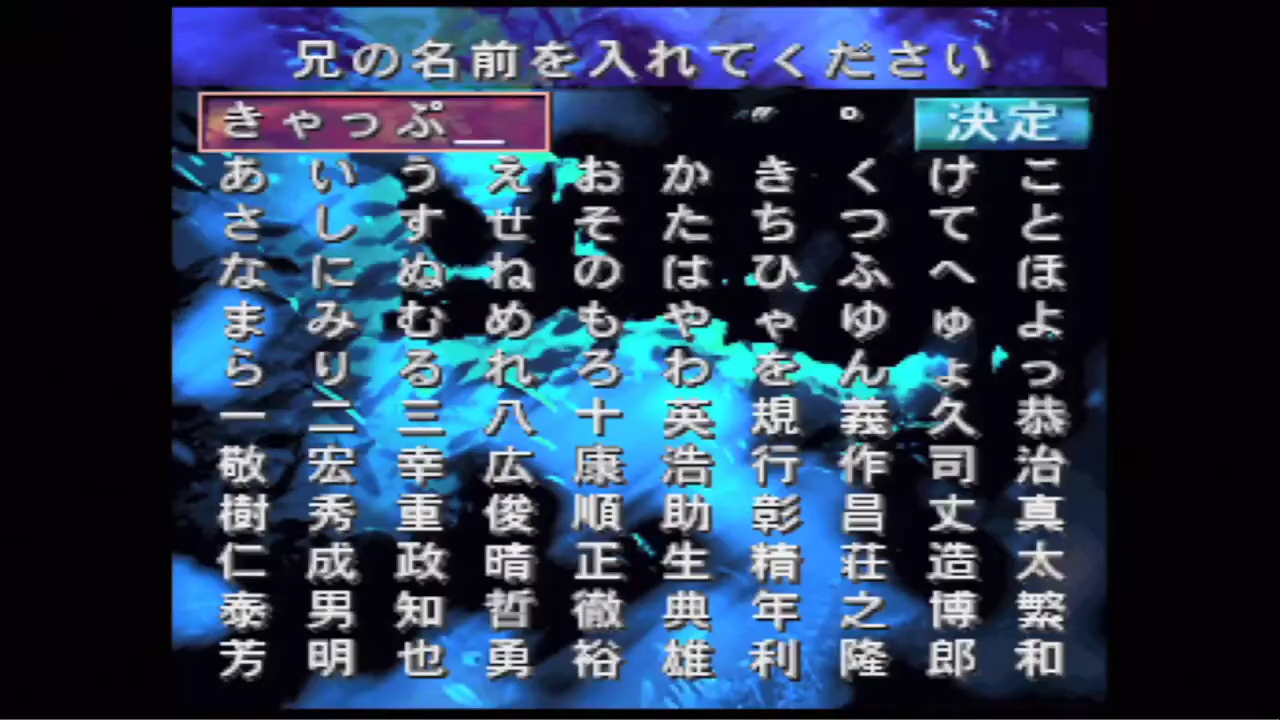 兄の名前を入れてください
きゃっぷ_ ゛ ゜ 決定
あ い う え お か き く け こ
さ し す せ そ た ち つ て と
な に ぬ ね の は ひ ふ へ ほ
ま み む め も や ゃ ゆ ゅ よ
ら り る れ ろ わ を ん ょ っ
一 二 三 八 十 英 規 義 久 恭
敬 宏 幸 広 康 浩 行 作 司 治
樹 秀 重 俊 順 助 彰 昌 丈 真
仁 成 政 晴 正 生 精 荘 造 太
泰 男 知 哲 徹 典 年 之 博 繁
芳 明 也 勇 裕 雄 利 隆 郎 和